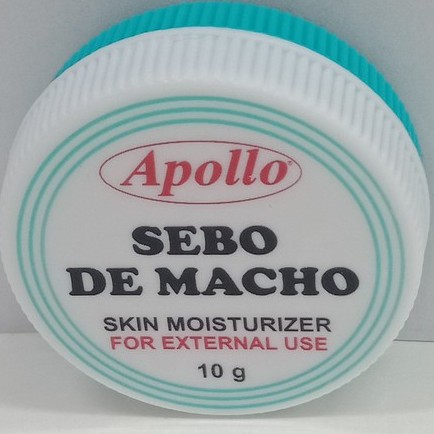 Apollo®
SEBO
DE MACHO
SKIN MOISTURIZER
FOR EXTERNAL USE
10 g